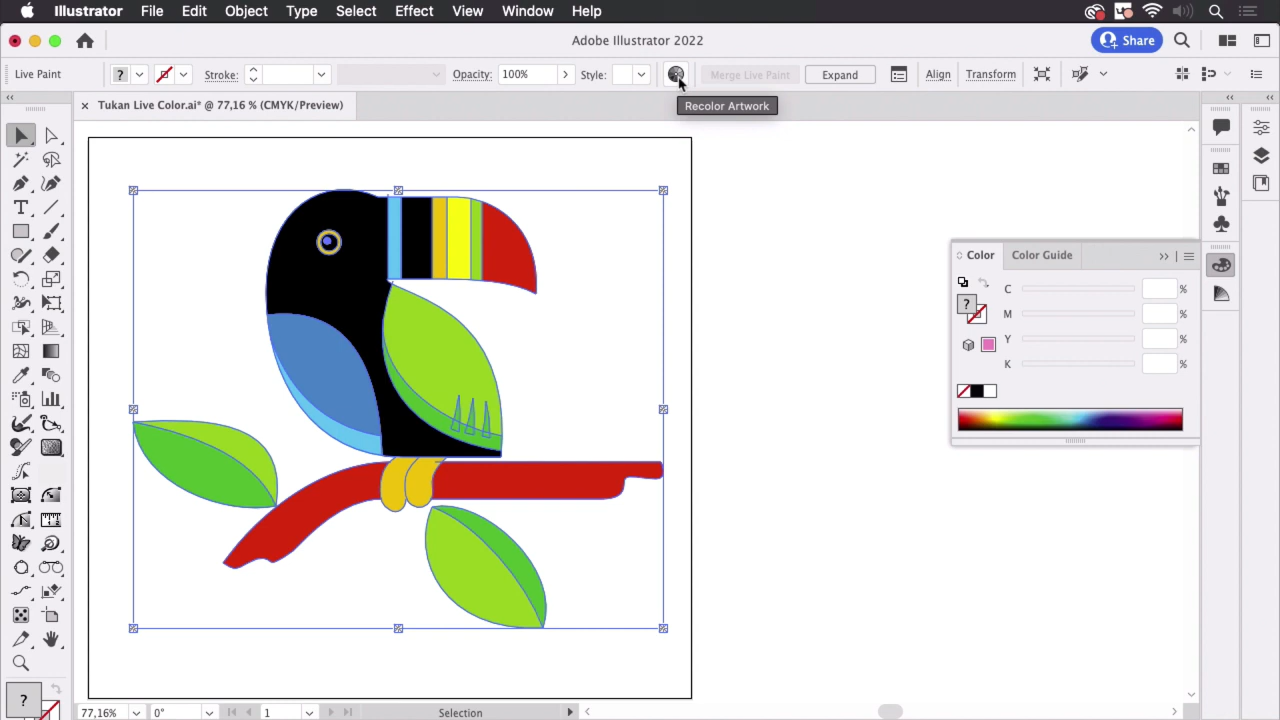 Illustrator File Edit Object Type Select Effect View Window Help
Adobe Illustrator 2022
Share
Live Paint ? Stroke: Opacity: 100% Style: Merge Live Paint Expand Align Transform
Recolor Artwork
Tukan Live Color.ai* @ 77,16 % (CMYK/Preview)
Color Color Guide
C %
? M %
Y %
K %
?
77,16% 0° 1 Selection